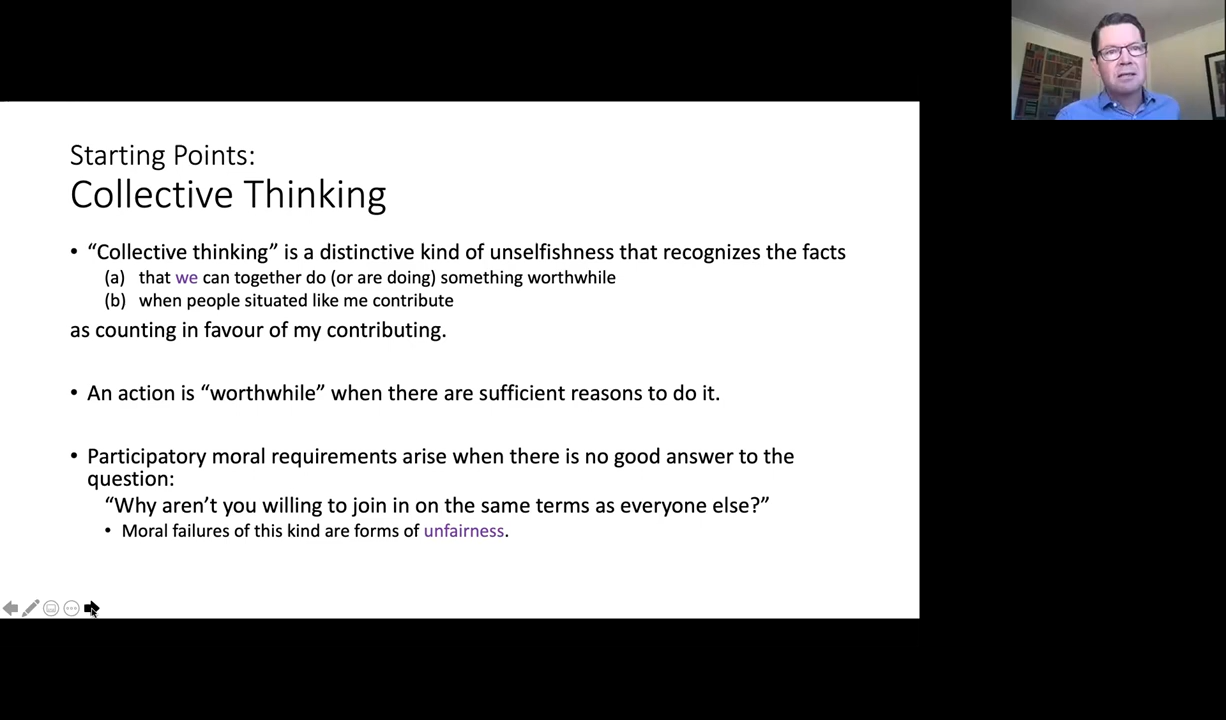 Starting Points:
Collective Thinking
• “Collective thinking” is a distinctive kind of unselfishness that recognizes the facts
(a) that we can together do (or are doing) something worthwhile
(b) when people situated like me contribute
as counting in favour of my contributing.
• An action is “worthwhile” when there are sufficient reasons to do it.
• Participatory moral requirements arise when there is no good answer to the
question:
“Why aren’t you willing to join in on the same terms as everyone else?”
• Moral failures of this kind are forms of unfairness.